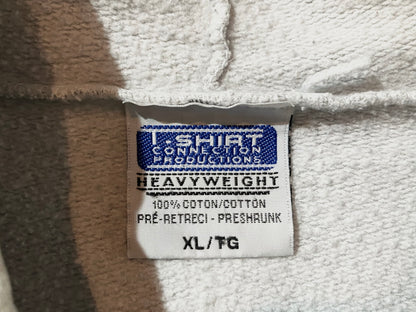 T-SHIRT
CONNECTION
PRODUCTIONS
HEAVYWEIGHT
100% COTON/COTTON
PRÉ-RETRECI - PRESHRUNK
XL/TG